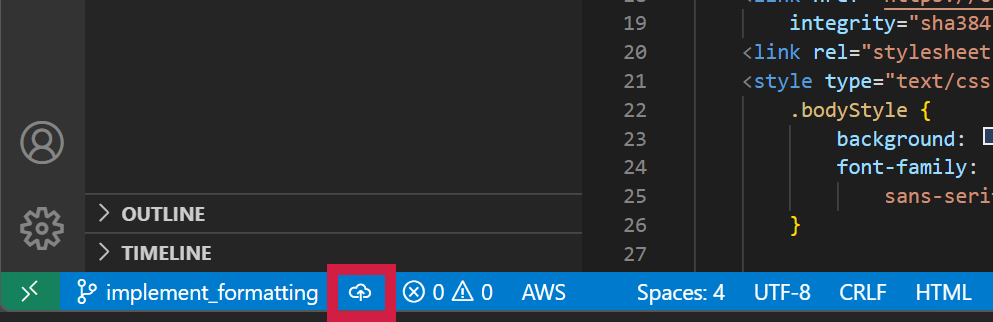 18
19 integrity="sha384
20 <link rel="stylesheet
21 <style type="text/css
22 .bodyStyle {
23 background:
24 font-family:
25 sans-seri
26 }
27
OUTLINE
TIMELINE
implement_formatting 0 0 AWS Spaces: 4 UTF-8 CRLF HTML